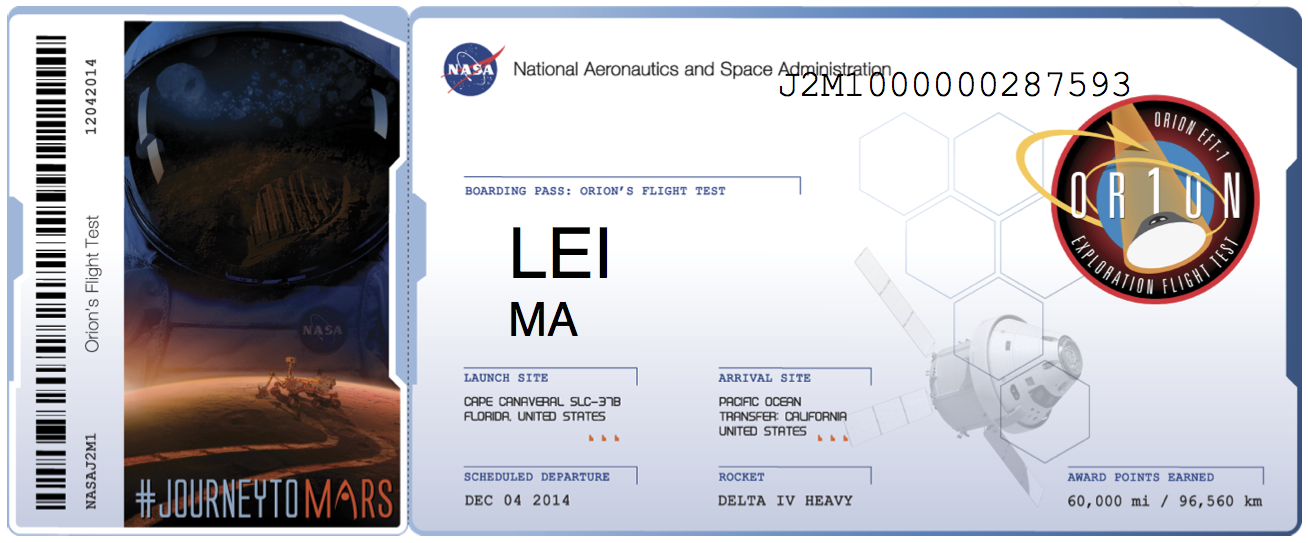 12042014
Orion's Flight Test
NASAJ2M1
NASA
#JOURNEYTOMARS
NASA
National Aeronautics and Space Administration
J2M1000000287593
ORION EFT-1
OR1ON
EXPLORATION FLIGHT TEST
BOARDING PASS: ORION'S FLIGHT TEST
LEI
MA
LAUNCH SITE
CAPE CANAVERAL SLC-37B
FLORIDA, UNITED STATES
ARRIVAL SITE
PACIFIC OCEAN
TRANSFER: CALIFORNIA
UNITED STATES
SCHEDULED DEPARTURE
DEC 04 2014
ROCKET
DELTA IV HEAVY
AWARD POINTS EARNED
60,000 mi / 96,560 km